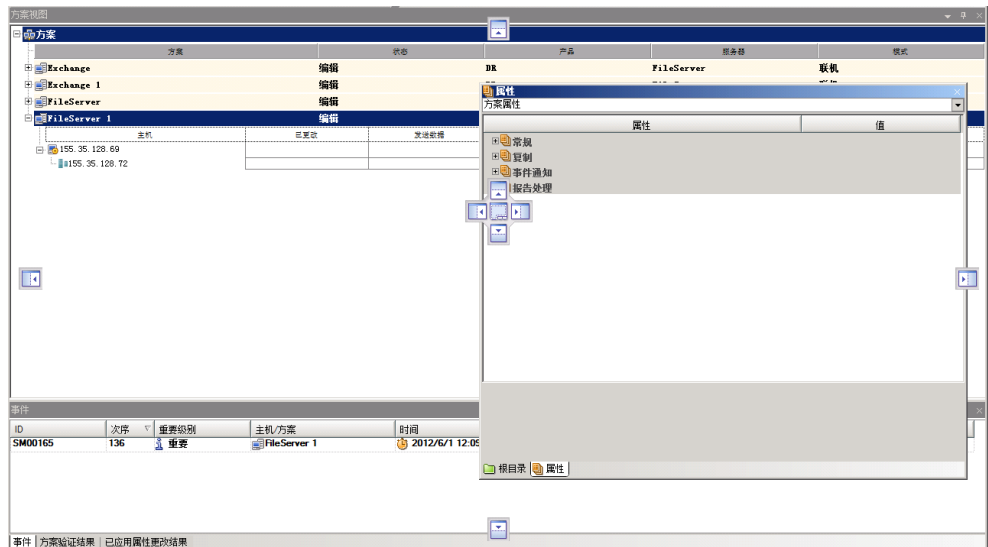 方案视图
方案
方案 状态 产品 服务器 模式
Exchange 编辑 DR FileServer 联机
Exchange 1 编辑
FileServer 编辑
FileServer 1 编辑
主机 已更改 发送数据
155.35.128.69
155.35.128.72
属性
方案属性
属性 值
常规
复制
事件通知
报告处理
根目录 属性
事件
ID 次序 重要级别 主机/方案 时间
SM00165 136 重要 FileServer 1 2012/6/1 12:05
事件 方案验证结果 已应用属性更改结果